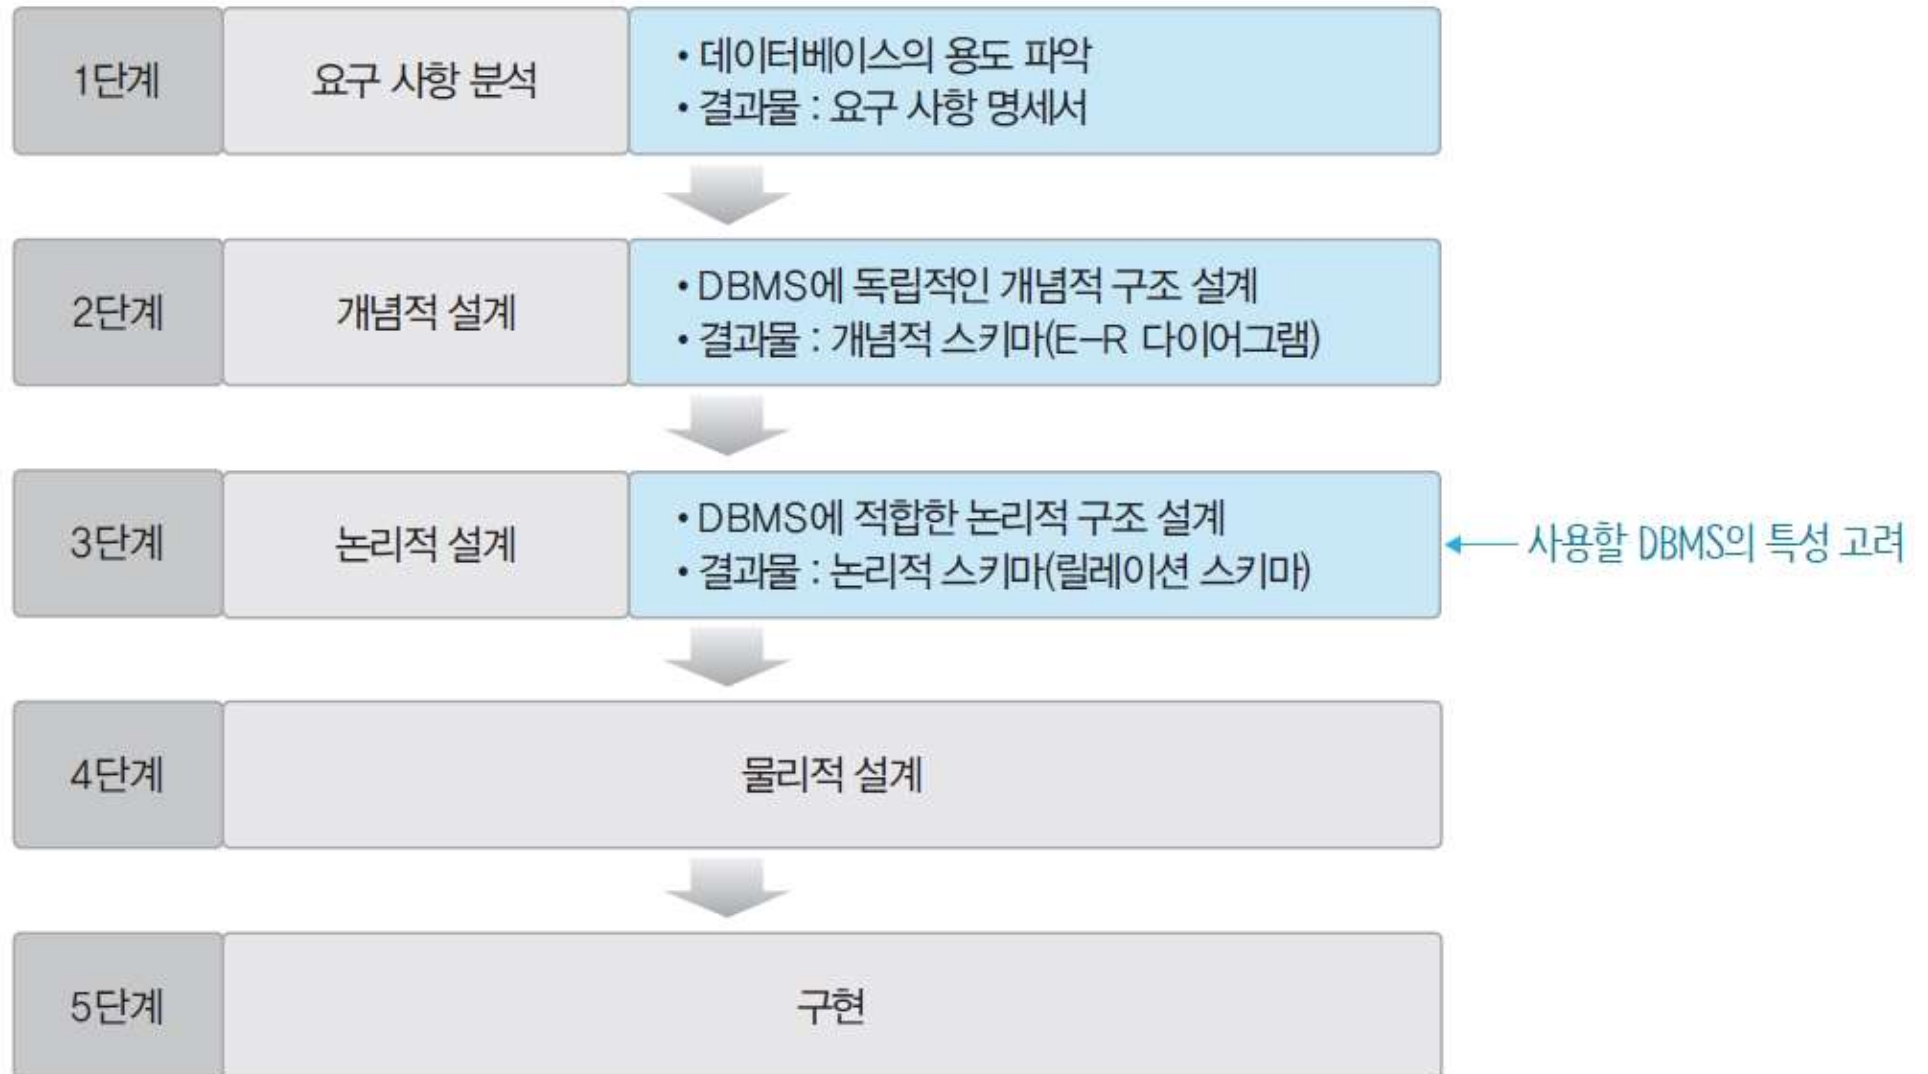 1단계
요구 사항 분석
• 데이터베이스의 용도 파악
• 결과물 : 요구 사항 명세서
2단계
개념적 설계
• DBMS에 독립적인 개념적 구조 설계
• 결과물 : 개념적 스키마(E-R 다이어그램)
3단계
논리적 설계
• DBMS에 적합한 논리적 구조 설계
• 결과물 : 논리적 스키마(릴레이션 스키마)
사용할 DBMS의 특성 고려
4단계
물리적 설계
5단계
구현